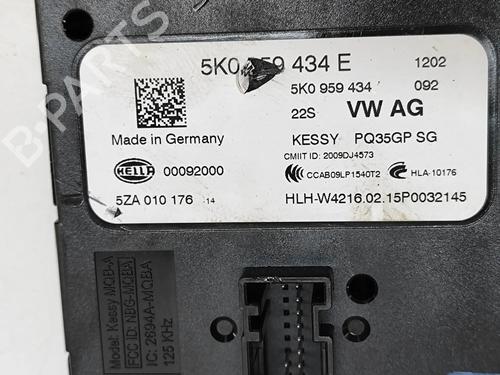 5K0 959 434 E 1202
5K0 959 434 092
22S VW AG
Made in Germany KESSY PQ35GP SG
CMIIT ID: 2009DJ4573
HELLA 00092000 CCAB09LP1540T2 HLA-10176
5ZA 010 176 -14 HLH-W4216.02.15P0032145
Model: Kessy MQB-A
FCC ID: NBG-MQBA
IC: 2694A-MQBA
125 KHz
B-PARTS